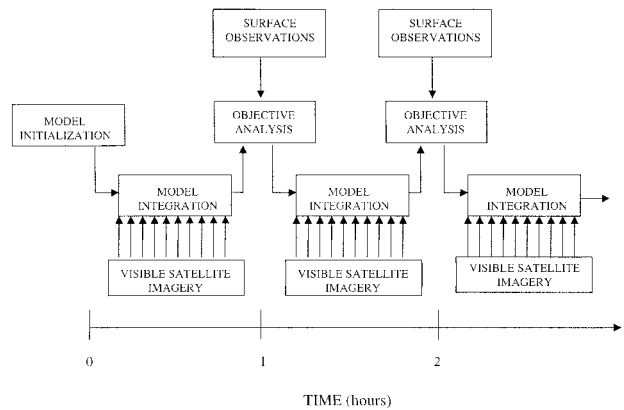 SURFACE
OBSERVATIONS
SURFACE
OBSERVATIONS
MODEL
INITIALIZATION
OBJECTIVE
ANALYSIS
OBJECTIVE
ANALYSIS
MODEL
INTEGRATION
MODEL
INTEGRATION
MODEL
INTEGRATION
VISIBLE SATELLITE
IMAGERY
VISIBLE SATELLITE
IMAGERY
VISIBLE SATELLITE
IMAGERY
0 1 2
TIME (hours)